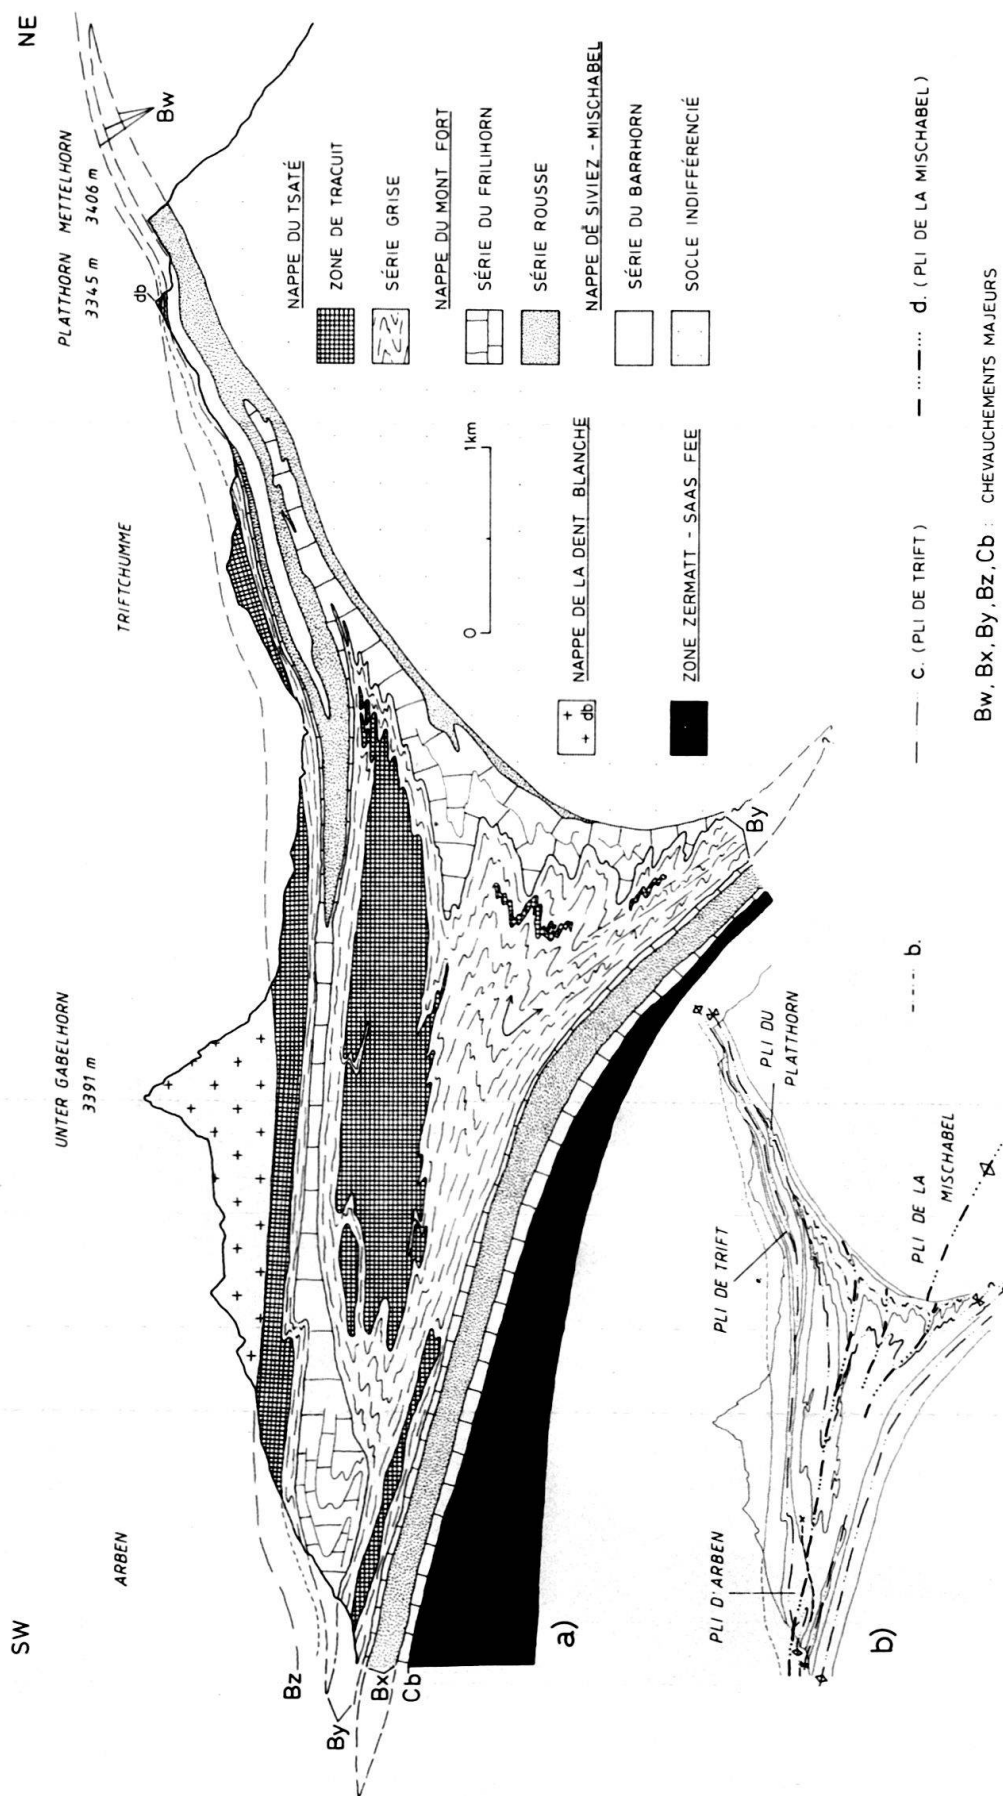 SW
NE
ARBEN
UNTER GABELHORN
3391 m
TRIFTCHUMME
PLATTHORN METTELHORN
3345 m 3406 m
db
Bw
Bz
By
Bx
Cb
By
?
a)
0 1km
NAPPE DU TSATÉ
ZONE DE TRACUIT
SÉRIE GRISE
NAPPE DU MONT FORT
SÉRIE DU FRILIHORN
SÉRIE ROUSSE
NAPPE DE SIVIEZ - MISCHABEL
SÉRIE DU BARRHORN
SOCLE INDIFFÉRENCIÉ
NAPPE DE LA DENT BLANCHE
db
ZONE ZERMATT - SAAS FEE
b)
PLI D'ARBEN
PLI DE TRIFT
PLI DU
PLATTHORN
PLI DE LA
MISCHABEL
?
b.
c. (PLI DE TRIFT)
d. (PLI DE LA MISCHABEL)
Bw, Bx, By, Bz, Cb : CHEVAUCHEMENTS MAJEURS